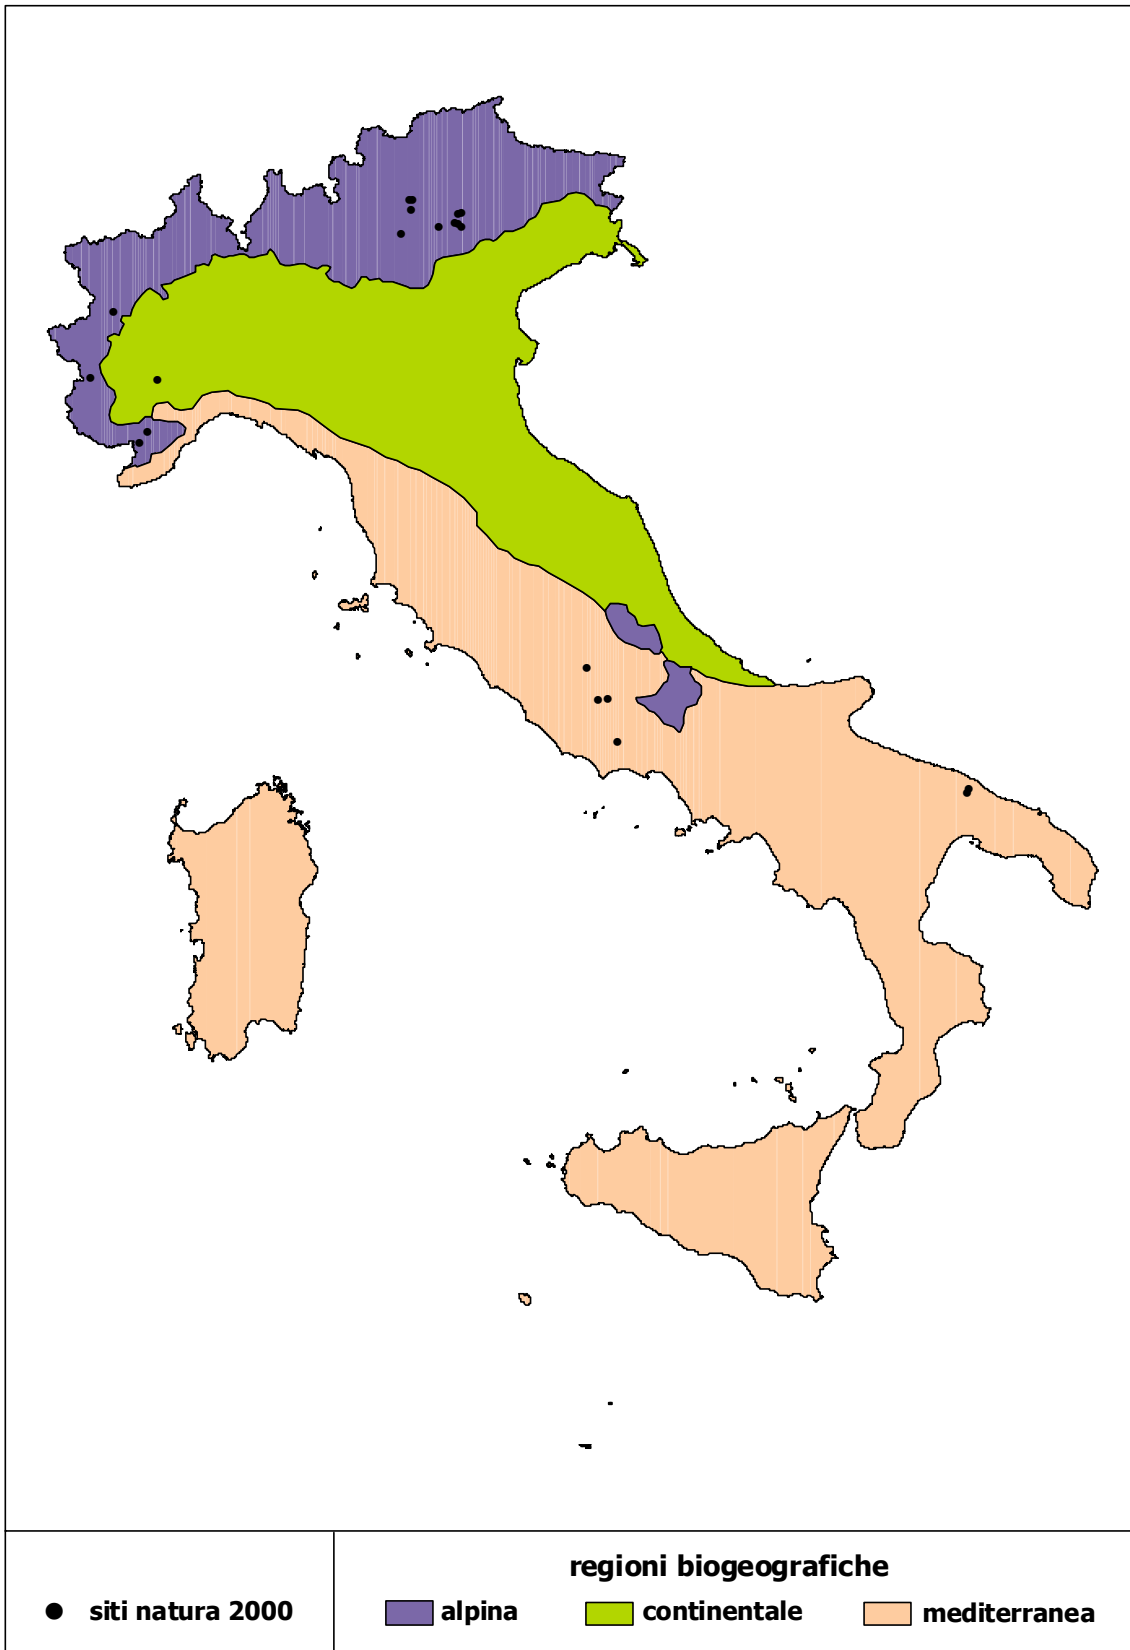 regioni biogeografiche
siti natura 2000
alpina
continentale
mediterranea